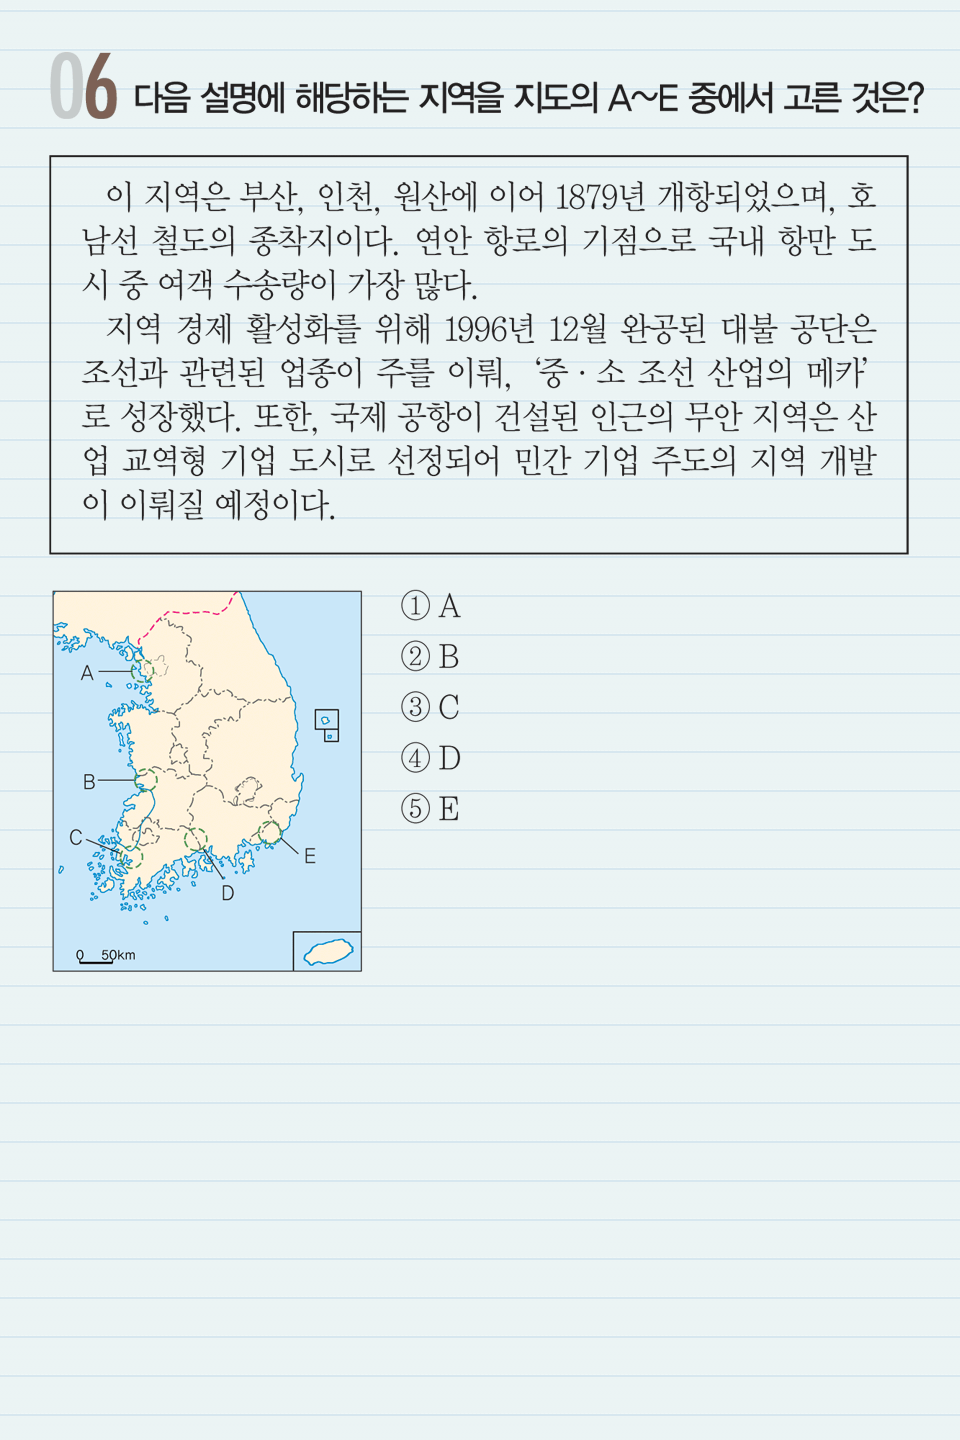 06 다음 설명에 해당하는 지역을 지도의 A~E 중에서 고른 것은?
이 지역은 부산, 인천, 원산에 이어 1879년 개항되었으며, 호
남선 철도의 종착지이다. 연안 항로의 기점으로 국내 항만 도
시 중 여객 수송량이 가장 많다.
지역 경제 활성화를 위해 1996년 12월 완공된 대불 공단은
조선과 관련된 업종이 주를 이뤄, ‘중 · 소 조선 산업의 메카’
로 성장했다. 또한, 국제 공항이 건설된 인근의 무안 지역은 산
업 교역형 기업 도시로 선정되어 민간 기업 주도의 지역 개발
이 이뤄질 예정이다.
A
B
C
D
E
0 50km
① A
② B
③ C
④ D
⑤ E